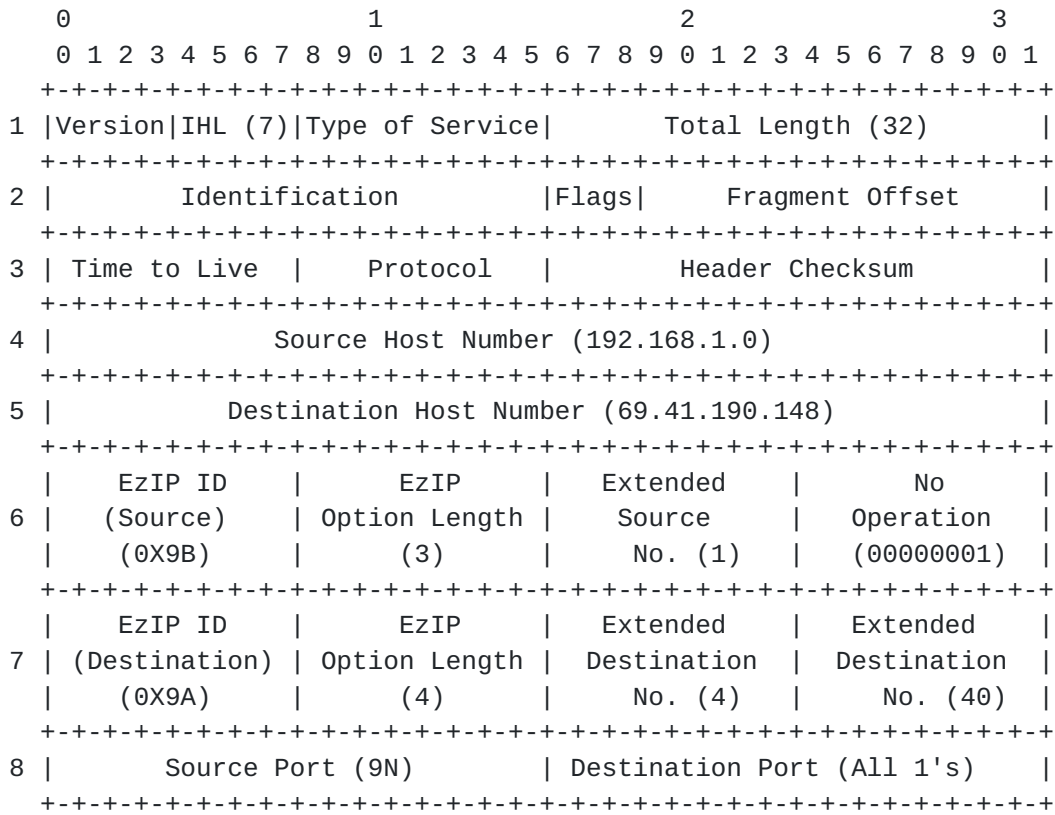 0                   1                   2                   3
    0 1 2 3 4 5 6 7 8 9 0 1 2 3 4 5 6 7 8 9 0 1 2 3 4 5 6 7 8 9 0 1
   +-+-+-+-+-+-+-+-+-+-+-+-+-+-+-+-+-+-+-+-+-+-+-+-+-+-+-+-+-+-+-+-+
1 |Version|IHL (7)|Type of Service|       Total Length (32)       |
   +-+-+-+-+-+-+-+-+-+-+-+-+-+-+-+-+-+-+-+-+-+-+-+-+-+-+-+-+-+-+-+-+
2 |        Identification         |Flags|     Fragment Offset     |
   +-+-+-+-+-+-+-+-+-+-+-+-+-+-+-+-+-+-+-+-+-+-+-+-+-+-+-+-+-+-+-+-+
3 | Time to Live  |    Protocol   |        Header Checksum        |
   +-+-+-+-+-+-+-+-+-+-+-+-+-+-+-+-+-+-+-+-+-+-+-+-+-+-+-+-+-+-+-+-+
4 |              Source Host Number (192.168.1.0)                 |
   +-+-+-+-+-+-+-+-+-+-+-+-+-+-+-+-+-+-+-+-+-+-+-+-+-+-+-+-+-+-+-+-+
5 |           Destination Host Number (69.41.190.148)             |
   +-+-+-+-+-+-+-+-+-+-+-+-+-+-+-+-+-+-+-+-+-+-+-+-+-+-+-+-+-+-+-+-+
  |    EzIP ID    |      EzIP     |   Extended    |       No      |
6 |   (Source)    | Option Length |    Source     |   Operation   |
  |    (0X9B)     |      (3)      |     No. (1)   |   (00000001)  |
   +-+-+-+-+-+-+-+-+-+-+-+-+-+-+-+-+-+-+-+-+-+-+-+-+-+-+-+-+-+-+-+-+
  |    EzIP ID    |      EzIP     |   Extended    |   Extended    |
7 | (Destination) | Option Length |  Destination  |  Destination  |
  |    (0X9A)     |      (4)      |     No. (4)   |     No. (40)  |
   +-+-+-+-+-+-+-+-+-+-+-+-+-+-+-+-+-+-+-+-+-+-+-+-+-+-+-+-+-+-+-+-+
8 |       Source Port (9N)        | Destination Port (All 1's)    |
   +-+-+-+-+-+-+-+-+-+-+-+-+-+-+-+-+-+-+-+-+-+-+-+-+-+-+-+-+-+-+-+-+